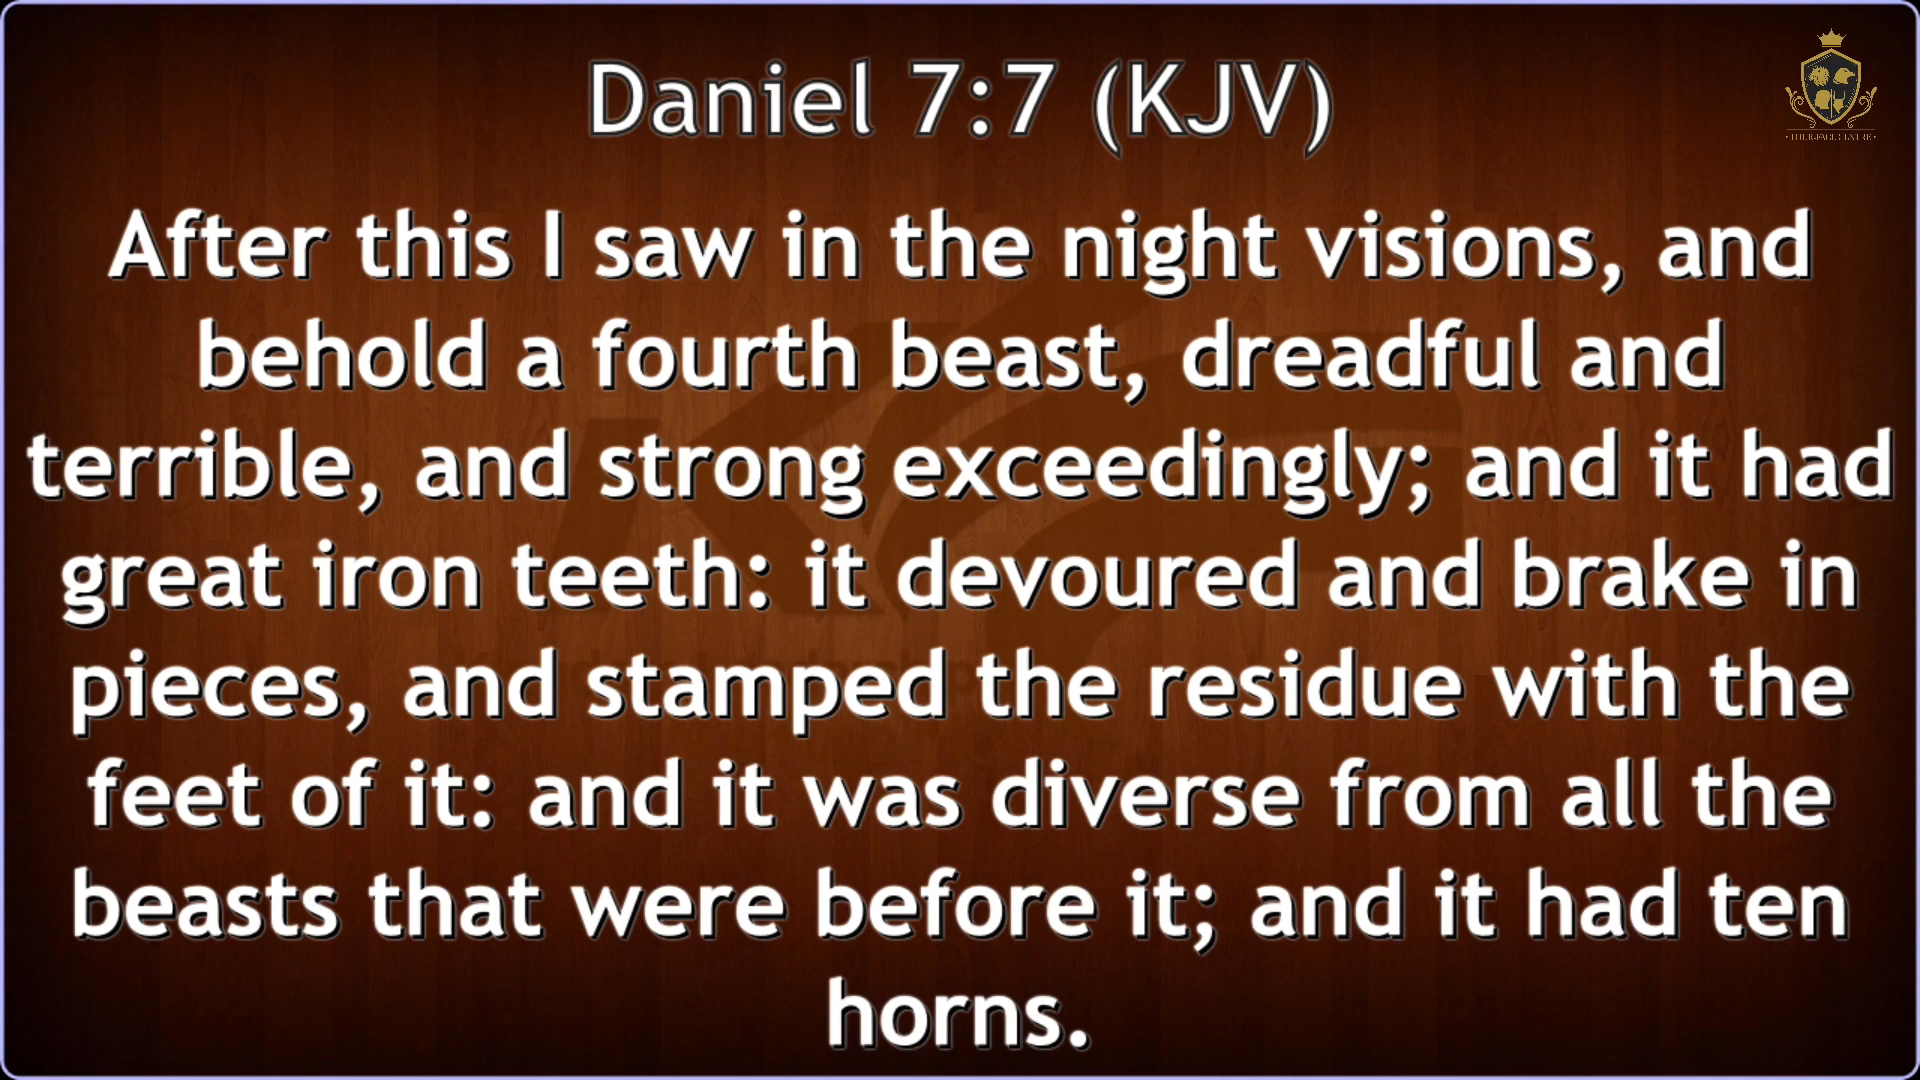 Daniel 7:7 (KJV)
After this I saw in the night visions, and
behold a fourth beast, dreadful and
terrible, and strong exceedingly; and it had
great iron teeth: it devoured and brake in
pieces, and stamped the residue with the
feet of it: and it was diverse from all the
beasts that were before it; and it had ten
horns.